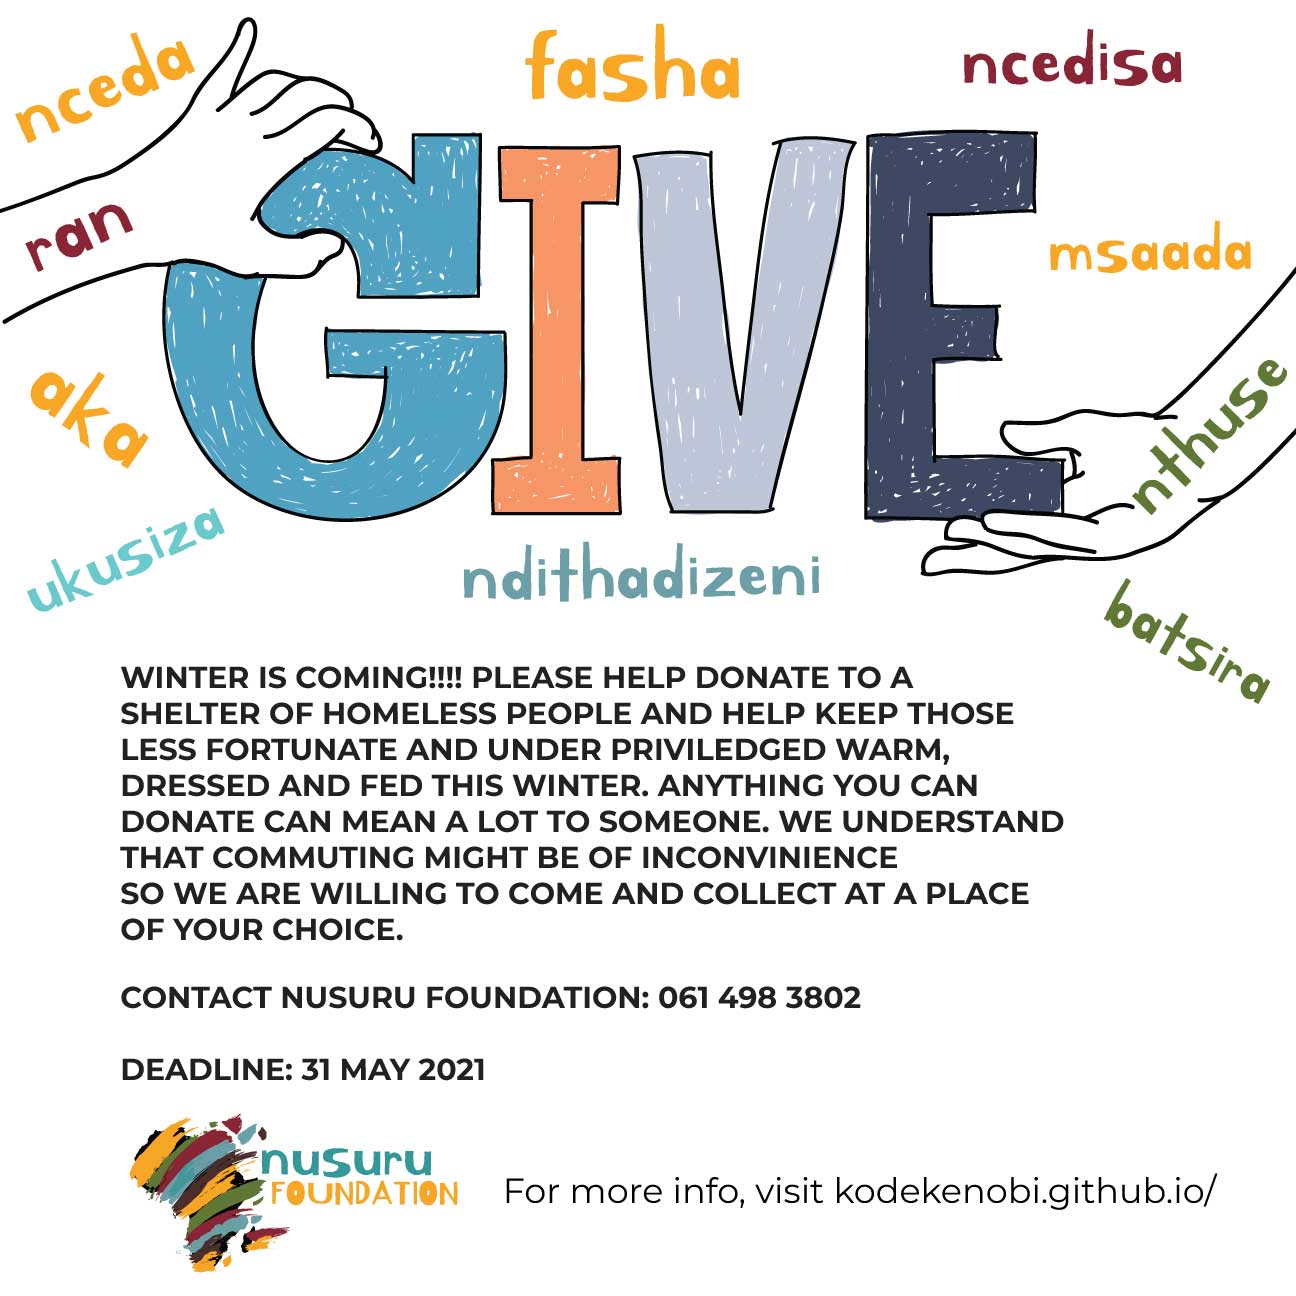 nceda
fasha
ncedisa
GIVE
ran
msaada
aka
nthuse
ukusiza
ndithadizeni
batsira
WINTER IS COMING!!!! PLEASE HELP DONATE TO A
SHELTER OF HOMELESS PEOPLE AND HELP KEEP THOSE
LESS FORTUNATE AND UNDER PRIVILEDGED WARM,
DRESSED AND FED THIS WINTER. ANYTHING YOU CAN
DONATE CAN MEAN A LOT TO SOMEONE. WE UNDERSTAND
THAT COMMUTING MIGHT BE OF INCONVINIENCE
SO WE ARE WILLING TO COME AND COLLECT AT A PLACE
OF YOUR CHOICE.
CONTACT NUSURU FOUNDATION: 061 498 3802
DEADLINE: 31 MAY 2021
nusuru
FOUNDATION
For more info, visit kodekenobi.github.io/